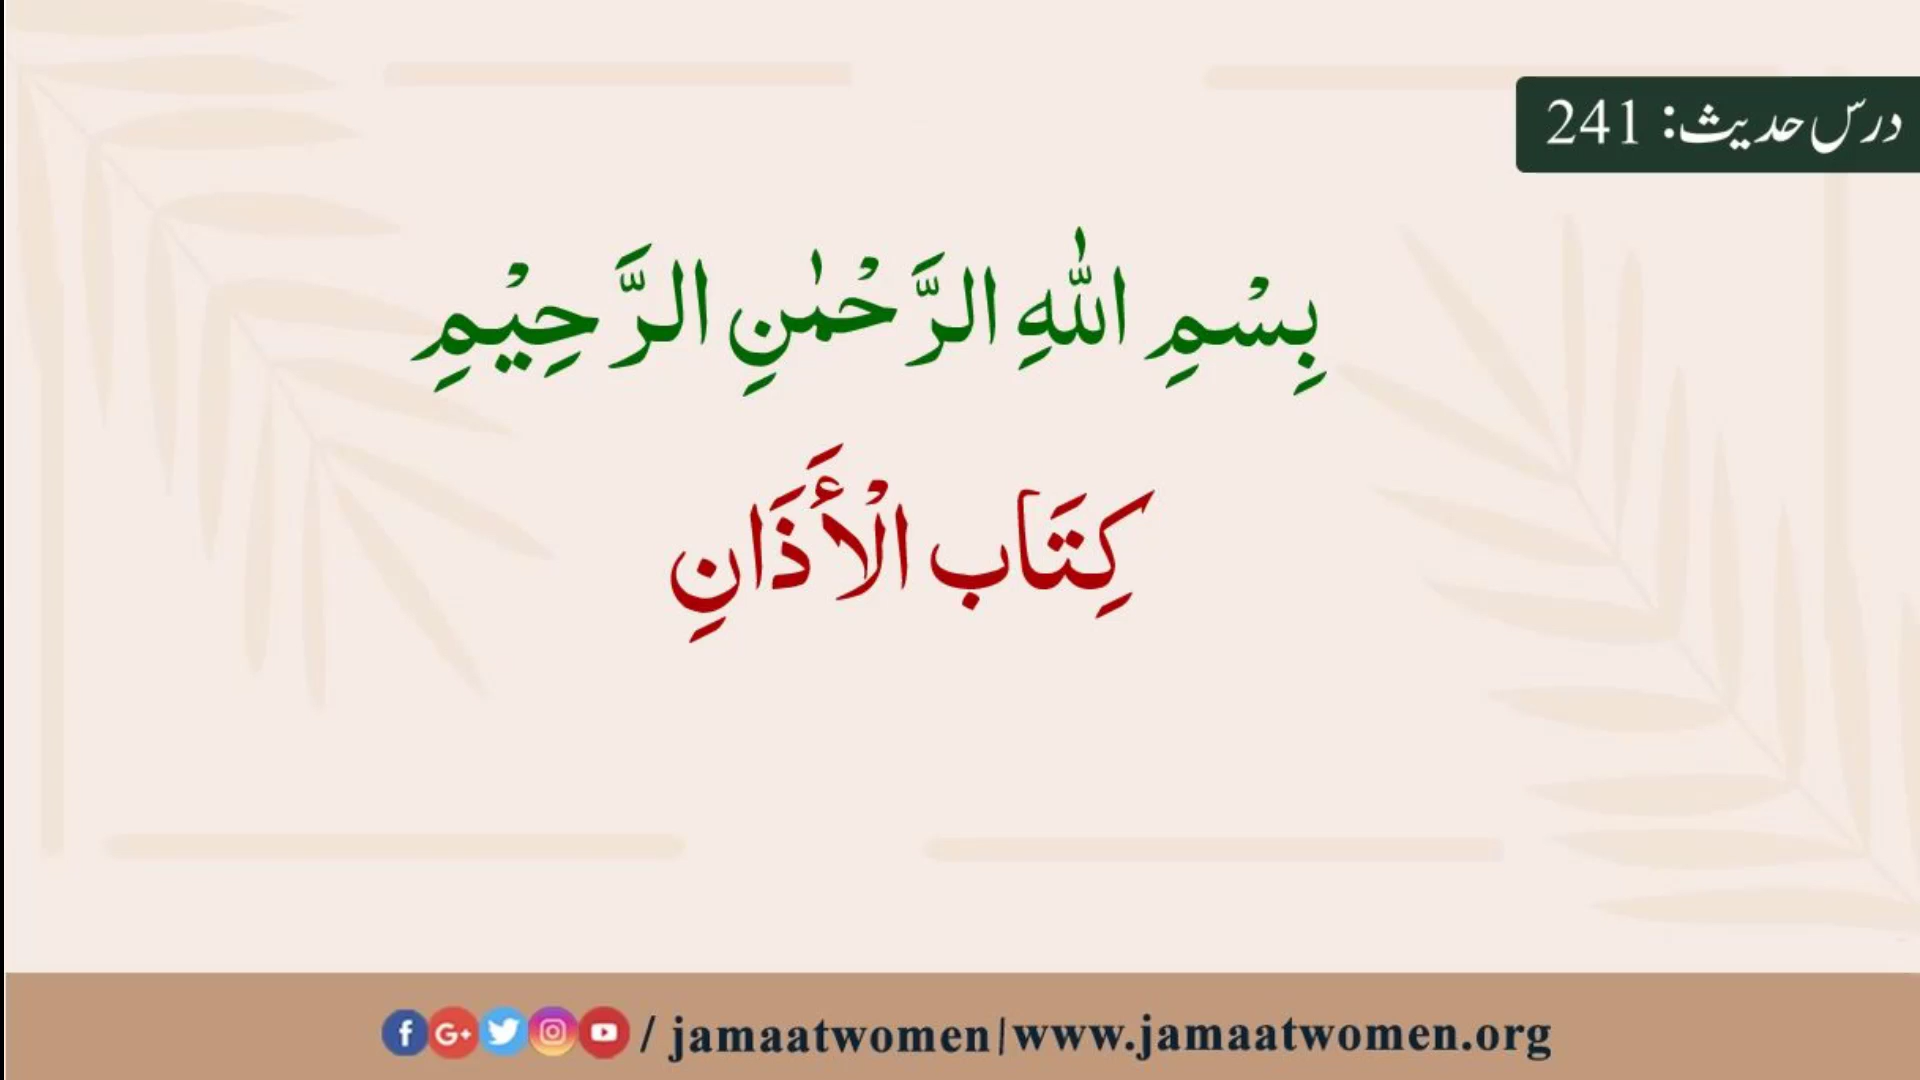 درس حدیث: 241
بِسْمِ اللّٰهِ الرَّحْمٰنِ الرَّحِيْمِ
كِتَاب الْأَذَانِ
/ jamaatwomen|www.jamaatwomen.org